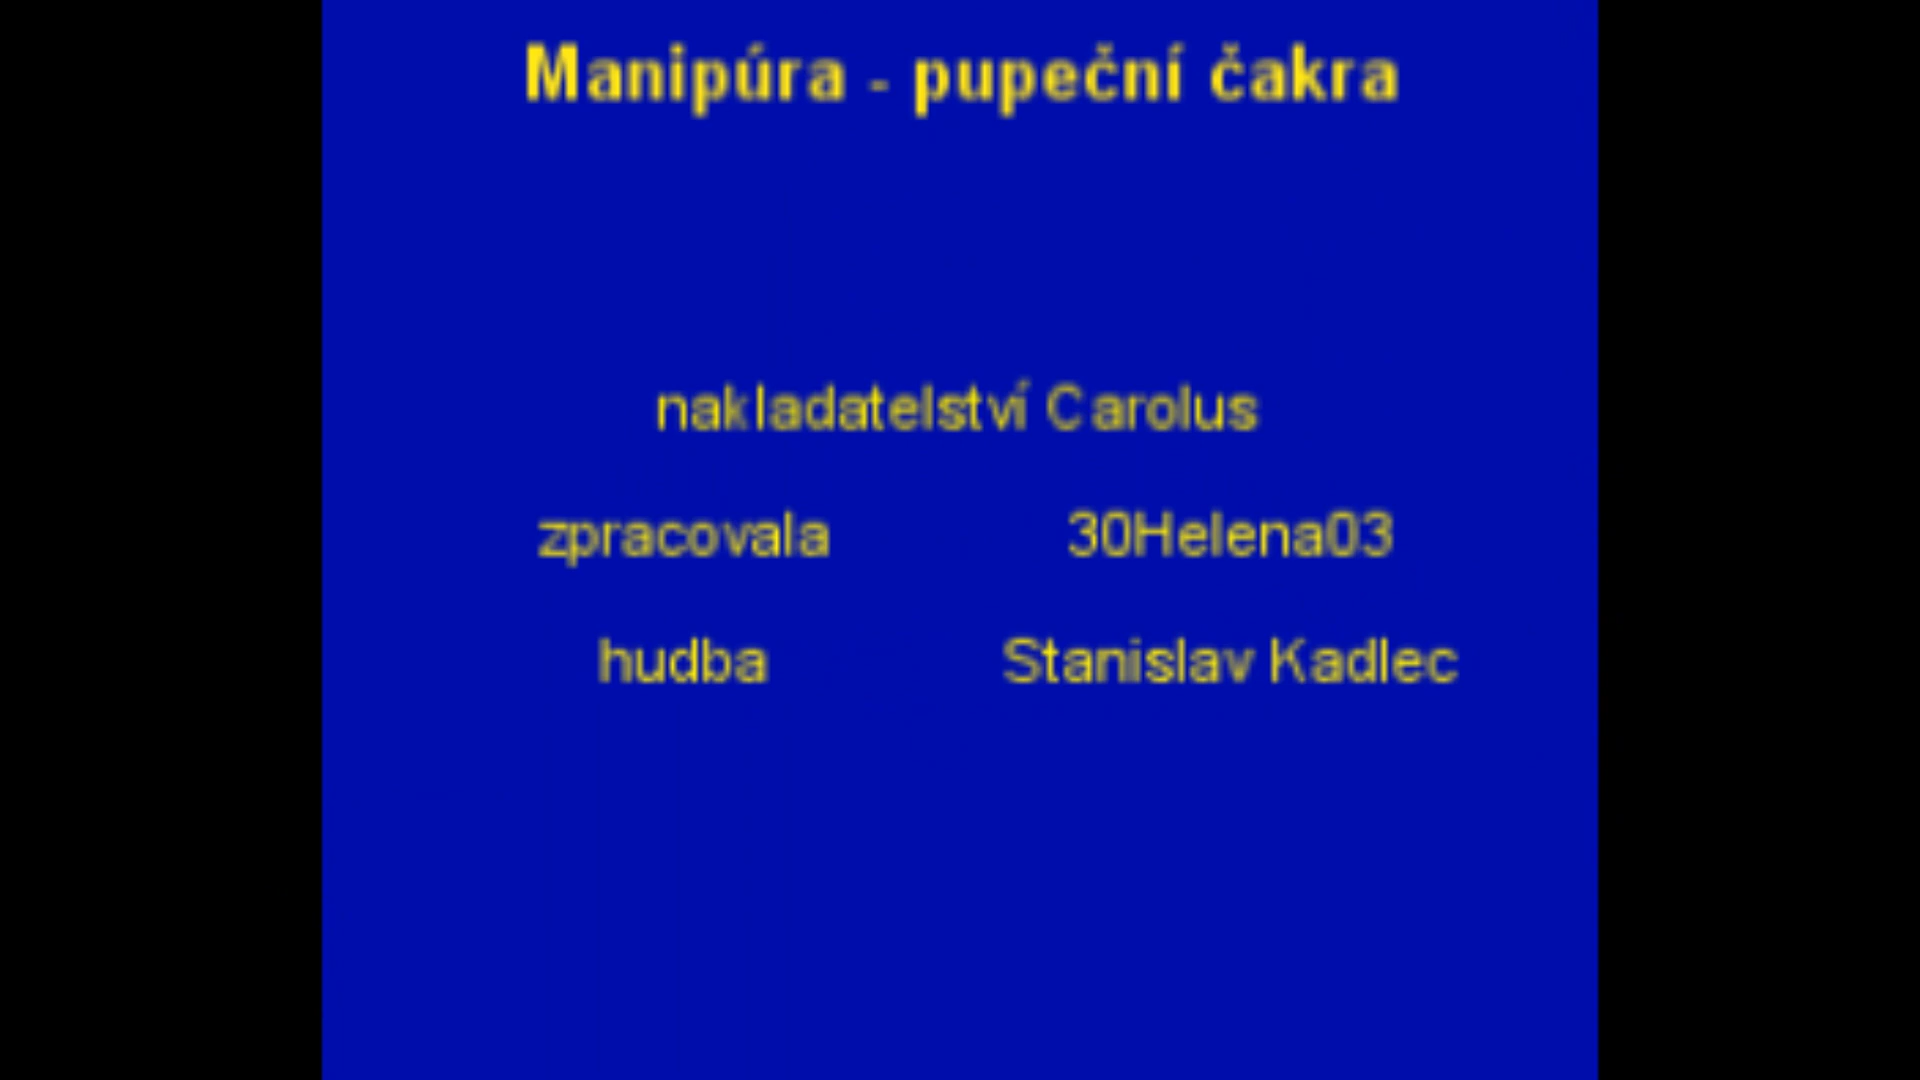 Manipúra - pupeční čakra
nakladatelství Carolus
zpracovala 30Helena03
hudba Stanislav Kadlec